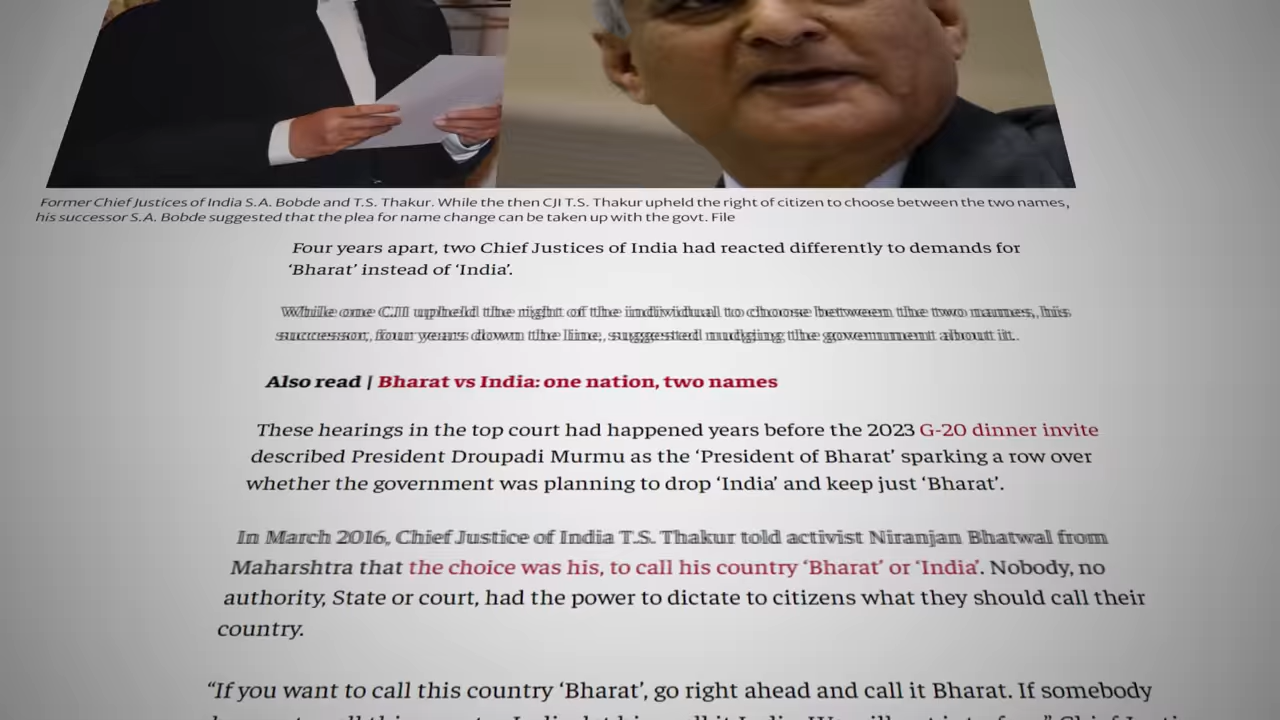 Former Chief Justices of India S.A. Bobde and T.S. Thakur. While the then CJI T.S. Thakur upheld the right of citizen to choose between the two names,
his successor S.A. Bobde suggested that the plea for name change can be taken up with the govt. File
Four years apart, two Chief Justices of India had reacted differently to demands for
‘Bharat’ instead of ‘India’.
While one CJI upheld the right of the individual to choose between the two names, his
successor, four years down the line, suggested nudging the government about it.
Also read | Bharat vs India: one nation, two names
These hearings in the top court had happened years before the 2023 G-20 dinner invite
described President Droupadi Murmu as the ‘President of Bharat’ sparking a row over
whether the government was planning to drop ‘India’ and keep just ‘Bharat’.
In March 2016, Chief Justice of India T.S. Thakur told activist Niranjan Bhatwal from
Maharshtra that the choice was his, to call his country ‘Bharat’ or ‘India’. Nobody, no
authority, State or court, had the power to dictate to citizens what they should call their
country.
“If you want to call this country ‘Bharat’, go right ahead and call it Bharat. If somebody